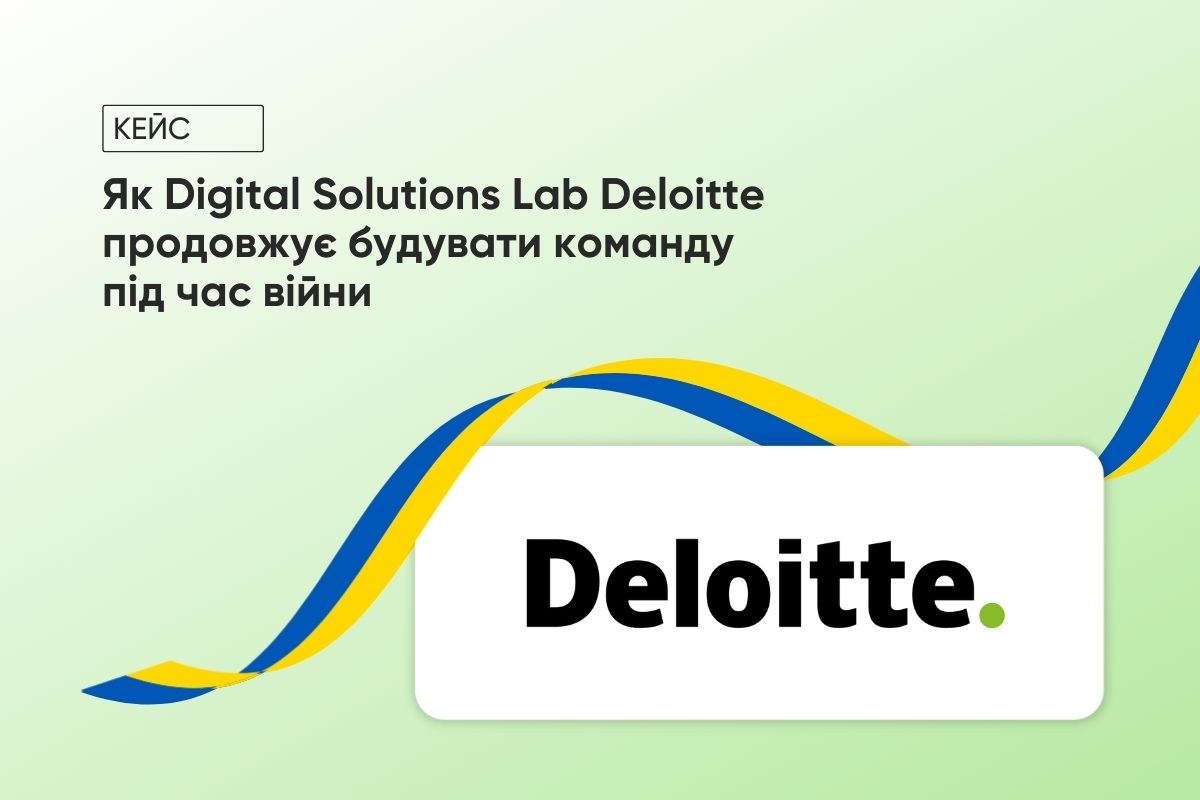 КЕЙС
Як Digital Solutions Lab Deloitte
продовжує будувати команду
під час війни
Deloitte.